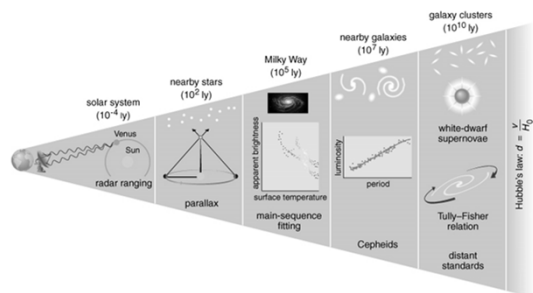 solar system
(10⁻⁴ ly)
Venus
Sun
radar ranging
nearby stars
(10² ly)
parallax
Milky Way
(10⁵ ly)
apparent brightness
surface temperature
main-sequence
fitting
nearby galaxies
(10⁷ ly)
luminosity
period
Cepheids
galaxy clusters
(10¹⁰ ly)
white-dwarf
supernovae
Tully–Fisher
relation
distant
standards
Hubble's law: d = v/H₀